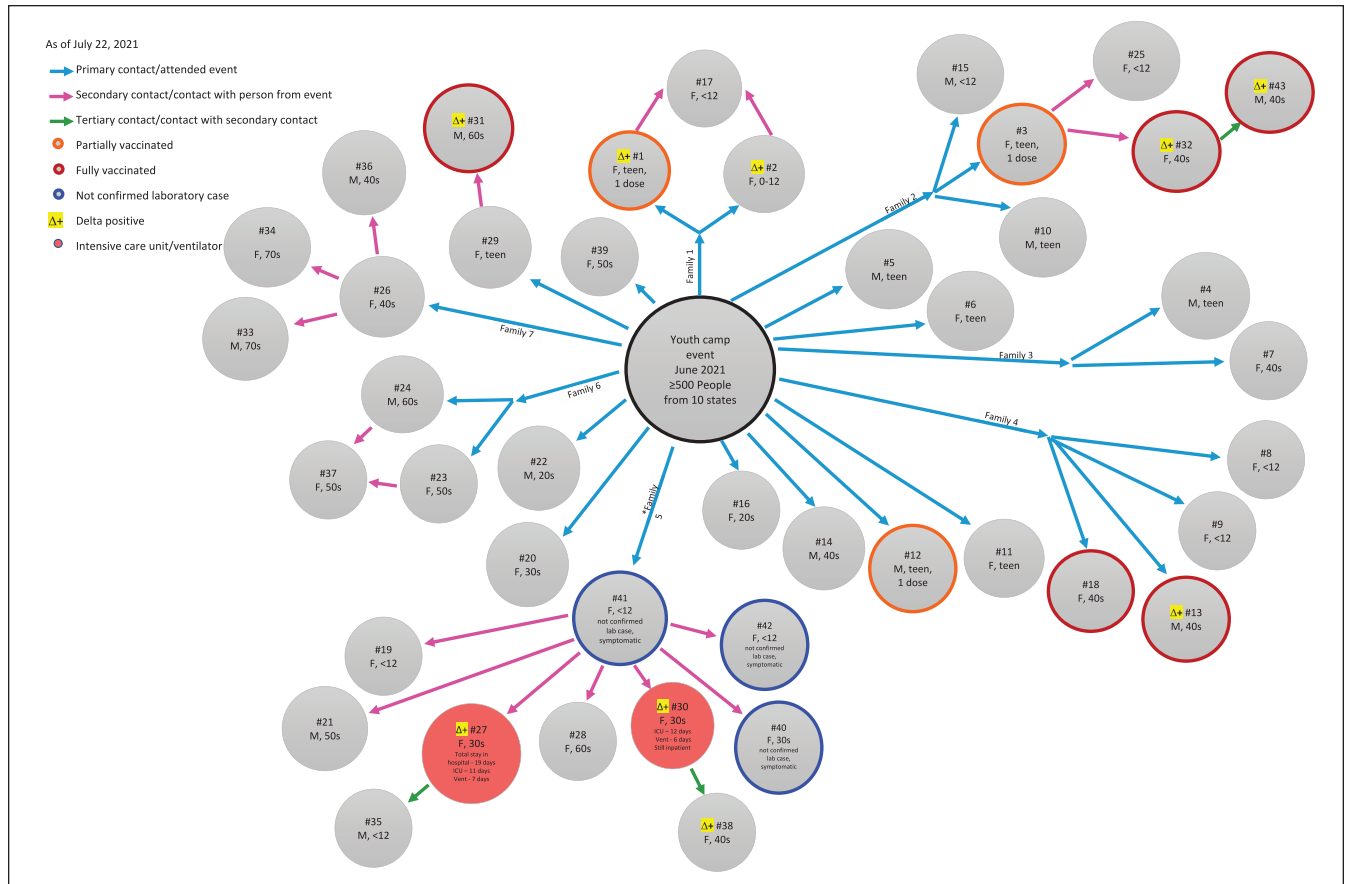 As of July 22, 2021
Primary contact/attended event
Secondary contact/contact with person from event
Tertiary contact/contact with secondary contact
Partially vaccinated
Fully vaccinated
Not confirmed laboratory case
Δ+ Delta positive
Intensive care unit/ventilator
Youth camp
event
June 2021
≥500 People
from 10 states
Family 1
Δ+ #1
F, teen,
1 dose
Δ+ #2
F, 0-12
#17
F, <12
Family 2
#15
M, <12
#3
F, teen,
1 dose
#10
M, teen
#25
F, <12
Δ+ #32
F, 40s
Δ+ #43
M, 40s
#5
M, teen
#6
F, teen
Family 3
#4
M, teen
#7
F, 40s
Family 4
#8
F, <12
#9
F, <12
Δ+ #13
M, 40s
#18
F, 40s
#11
F, teen
#12
M, teen,
1 dose
#14
M, 40s
#16
F, 20s
*Family
5
#41
F, <12
not confirmed
lab case,
symptomatic
#42
F, <12
not confirmed
lab case,
symptomatic
#40
F, 30s
not confirmed
lab case,
symptomatic
Δ+ #30
F, 30s
ICU – 12 days
Vent - 6 days
Still inpatient
Δ+ #38
F, 40s
#28
F, 60s
Δ+ #27
F, 30s
Total stay in
hospital - 19 days
ICU – 11 days
Vent - 7 days
#35
M, <12
#21
M, 50s
#19
F, <12
#20
F, 30s
#22
M, 20s
Family 6
#24
M, 60s
#23
F, 50s
#37
F, 50s
Family 7
#26
F, 40s
#33
M, 70s
#34
F, 70s
#36
M, 40s
#29
F, teen
Δ+ #31
M, 60s
#39
F, 50s